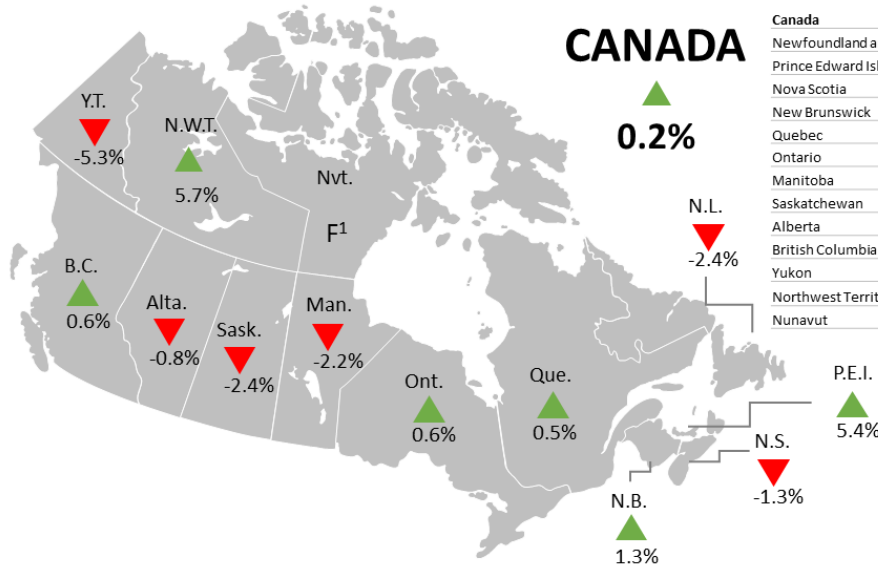 CANADA
0.2%
Canada
Newfoundland a
Prince Edward Isl
Nova Scotia
New Brunswick
Quebec
Ontario
Manitoba
Saskatchewan
Alberta
British Columbia
Yukon
Northwest Territ
Nunavut
Y.T.
-5.3%
N.W.T.
5.7%
Nvt.
F¹
B.C.
0.6%
Alta.
-0.8%
Sask.
-2.4%
Man.
-2.2%
Ont.
0.6%
Que.
0.5%
N.L.
-2.4%
P.E.I.
5.4%
N.S.
-1.3%
N.B.
1.3%